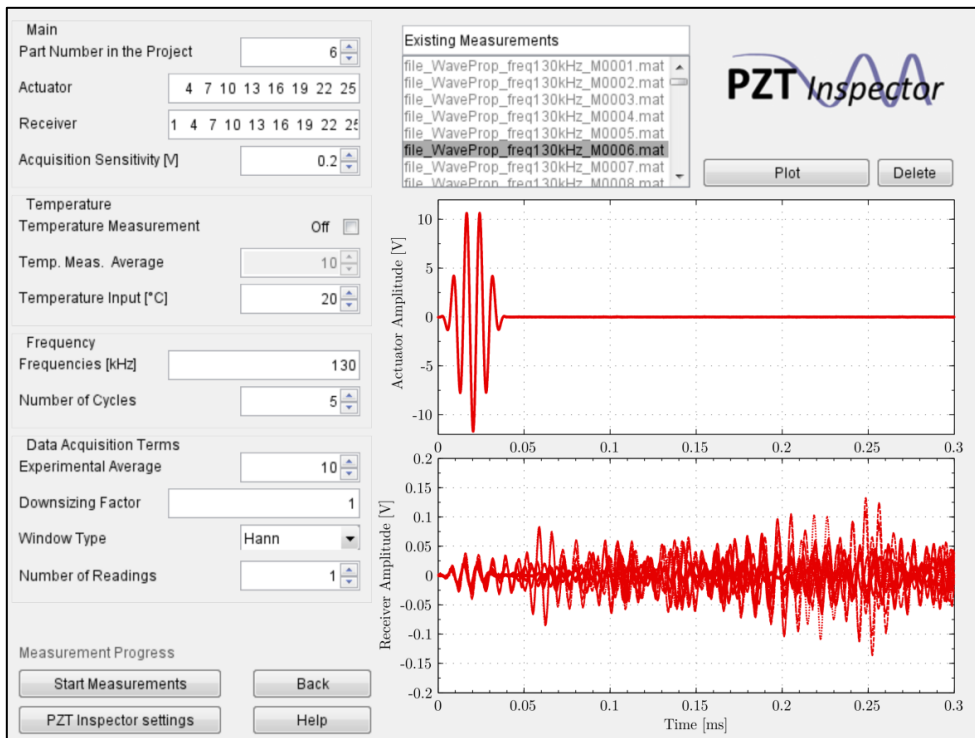 Main
Part Number in the Project 6
Actuator 4 7 10 13 16 19 22 25
Receiver 1 4 7 10 13 16 19 22
Acquisition Sensitivity [V] 0.2
Temperature
Temperature Measurement Off
Temp. Meas. Average 10
Temperature Input [°C] 20
Frequency
Frequencies [kHz] 130
Number of Cycles 5
Data Acquisition Terms
Experimental Average 10
Downsizing Factor 1
Window Type Hann
Number of Readings 1
Measurement Progress
Start Measurements Back
PZT Inspector settings Help
Existing Measurements
file_WaveProp_freq130kHz_M0001.mat
file_WaveProp_freq130kHz_M0002.mat
file_WaveProp_freq130kHz_M0003.mat
file_WaveProp_freq130kHz_M0004.mat
file_WaveProp_freq130kHz_M0005.mat
file_WaveProp_freq130kHz_M0006.mat
file_WaveProp_freq130kHz_M0007.mat
file_WaveProp_freq130kHz_M0008.mat
PZT Inspector
Plot Delete
Actuator Amplitude [V]
10
5
0
-5
-10
0 0.05 0.1 0.15 0.2 0.25 0.3
Receiver Amplitude [V]
0.2
0.15
0.1
0.05
0
-0.05
-0.1
-0.15
-0.2
0 0.05 0.1 0.15 0.2 0.25 0.3
Time [ms]